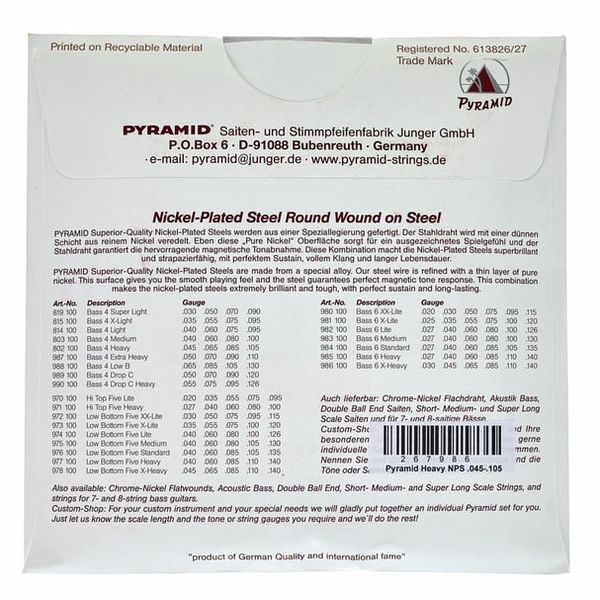 Printed on Recyclable Material
Registered No. 613826/27
Trade Mark
PYRAMID
PYRAMID® Saiten- und Stimmpfeifenfabrik Junger GmbH
P.O.Box 6 · D-91088 Bubenreuth · Germany
·e-mail: pyramid@junger.de · www.pyramid-strings.de
Nickel-Plated Steel Round Wound on Steel
PYRAMID Superior-Quality Nickel-Plated Steels werden aus einer Speziallegierung gefertigt. Der Stahldraht wird mit einer dünnen
Schicht aus reinem Nickel veredelt. Eben diese „Pure Nickel" Oberfläche sorgt für ein ausgezeichnetes Spielgefühl und der
Stahldraht garantiert die hervorragende magnetische Tonabnahme. Diese Kombination macht die Nickel-Plated Steels superbrillant
und strapazierfähig, mit perfektem Sustain, vollem Klang und langer Lebensdauer.
PYRAMID Superior-Quality Nickel-Plated Steels are made from a special alloy. Our steel wire is refined with a thin layer of pure
nickel. This surface gives you the smooth playing feel and the steel guarantees perfect magnetic tone response. This combination
makes the nickel-plated steels extremely brilliant and tough, with perfect sustain and long-lasting.
Art.-No. Description Gauge
819 100 Bass 4 Super Light .030 .050 .070 .090
815 100 Bass 4 X-Light .035 .055 .075 .095
814 100 Bass 4 Light .040 .060 .075 .095
803 100 Bass 4 Medium .040 .060 .080 .100
802 100 Bass 4 Heavy .045 .065 .085 .105
987 100 Bass 4 Extra Heavy .050 .070 .090 .110
988 100 Bass 4 Low B .065 .085 .105 .130
989 100 Bass 4 Drop C .050 .070 .090 .120
990 100 Bass 4 Drop C Heavy .055 .075 .095 .126
970 100 Hi Top Five Lite .020 .035 .055 .075 .095
971 100 Hi Top Five Heavy .027 .040 .060 .080 .100
972 100 Low Bottom Five XX-Lite .030 .050 .075 .095 .115
973 100 Low Bottom Five X-Lite .035 .055 .075 .100 .120
974 100 Low Bottom Five Lite .040 .060 .080 .100 .126
975 100 Low Bottom Five Medium .040 .060 .080 .100 .130
976 100 Low Bottom Five Standard .040 .060 .085 .105 .130
977 100 Low Bottom Five Heavy .040 .060 .080 .110 .140
978 100 Low Bottom Five X-Heavy .045 .065 .085 .110 .140
Art.-No. Description Gauge
980 100 Bass 6 XX-Lite .020 .030 .050 .075 .095 .115
981 100 Bass 6 X-Lite .025 .035 .055 .075 .100 .120
982 100 Bass 6 Lite .027 .040 .060 .080 .100 .126
983 100 Bass 6 Medium .027 .040 .060 .080 .100 .130
984 100 Bass 6 Standard .027 .040 .060 .085 .105 .130
985 100 Bass 6 Heavy .027 .040 .060 .080 .110 .140
986 100 Bass 6 X-Heavy .027 .045 .065 .085 .110 .140
Auch lieferbar: Chrome-Nickel Flachdraht, Akustik Bass,
Double Ball End Saiten, Short- Medium- und Super Long
Scale Saiten und für 7- und 8-saitige Bässe
Custom-Sho d Ihre
besonderen gerne
individuelle mmen.
Nennen Sie nd die
Töne oder Sa
267986
Pyramid Heavy NPS .045-.105
Also available: Chrome-Nickel Flatwounds, Acoustic Bass, Double Ball End, Short- Medium- and Super Long Scale Strings, and
strings for 7- and 8-string bass guitars.
Custom-Shop: For your custom instrument and your special needs we will gladly put together an individual Pyramid set for you.
Just let us know the scale length and the tone or string gauges you require and we'll do the rest!
"product of German Quality and international fame"